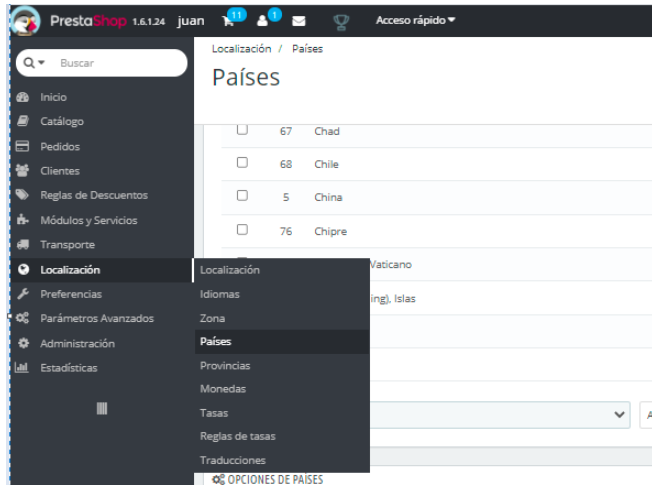 PrestaShop 1.6.1.24 juan 11 1 Acceso rápido
Buscar
Inicio
Catálogo
Pedidos
Clientes
Reglas de Descuentos
Módulos y Servicios
Transporte
Localización
Preferencias
Parámetros Avanzados
Administración
Estadísticas
Localización / Países
Países
67 Chad
68 Chile
5 China
76 Chipre
Vaticano
ing), Islas
Localización
Idiomas
Zona
Países
Provincias
Monedas
Tasas
Reglas de tasas
Traducciones
A
OPCIONES DE PAÍSES